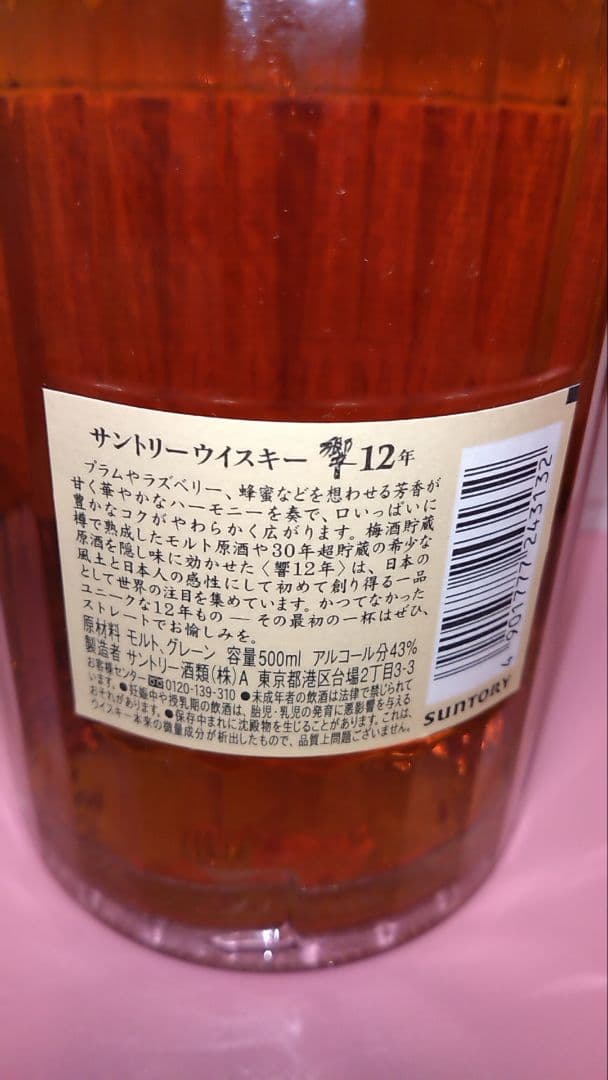 サントリーウイスキー 響12年
プラムやラズベリー、蜂蜜などを想わせる芳香が
甘く華やかなハーモニーを奏で、口いっぱいに
豊かなコクがやわらかく広がります。梅酒貯蔵
樽で熟成したモルト原酒や30年超貯蔵の希少な
原酒を隠し味に効かせた〈響12年〉は、日本の
風土と日本人の感性にして初めて創り得る一品
として世界の注目を集めています。かつてなかった
ユニークな12年もの ― その最初の一杯はぜひ、
ストレートでお愉しみを。
原材料 モルト、グレーン 容量500ml アルコール分43%
製造者 サントリー酒類(株)A 東京都港区台場2丁目3-3
お客様センター 0120-139-310 ●未成年者の飲酒は法律で禁じられて
います。●妊娠中や授乳期の飲酒は、胎児・乳児の発育に悪影響を与える
おそれがあります。●保存中まれに沈殿物を生じることがあります。これは、
ウイスキー本来の微量成分が析出したもので、品質上問題ございません。
4 901777 243132
SUNTORY